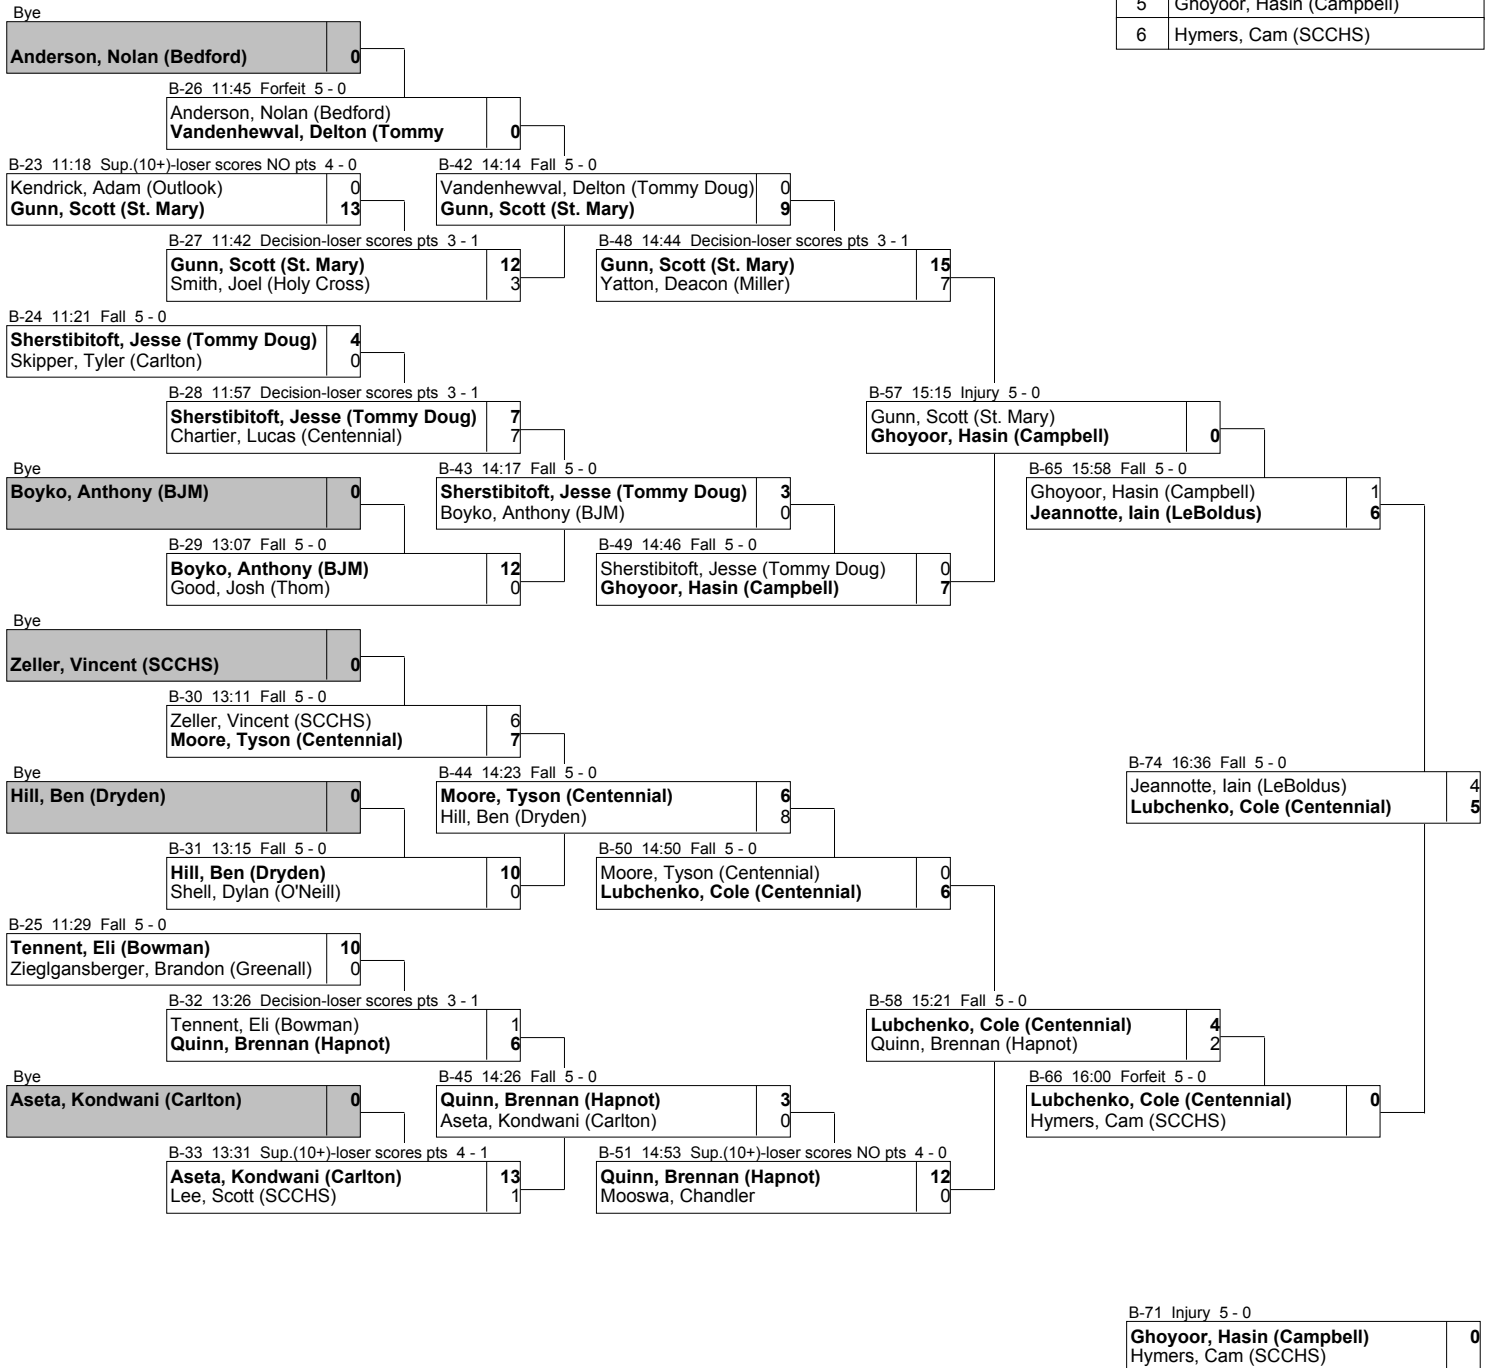 5 Ghoyoor, Hasin (Campbell)
6 Hymers, Cam (SCCHS)
Bye
Anderson, Nolan (Bedford) 0
B-26 11:45 Forfeit 5 - 0
Anderson, Nolan (Bedford)
Vandenhewval, Delton (Tommy 0
B-23 11:18 Sup.(10+)-loser scores NO pts 4 - 0
Kendrick, Adam (Outlook) 0
Gunn, Scott (St. Mary) 13
B-42 14:14 Fall 5 - 0
Vandenhewval, Delton (Tommy Doug) 0
Gunn, Scott (St. Mary) 9
B-27 11:42 Decision-loser scores pts 3 - 1
Gunn, Scott (St. Mary) 12
Smith, Joel (Holy Cross) 3
B-48 14:44 Decision-loser scores pts 3 - 1
Gunn, Scott (St. Mary) 15
Yatton, Deacon (Miller) 7
B-24 11:21 Fall 5 - 0
Sherstibitoft, Jesse (Tommy Doug) 4
Skipper, Tyler (Carlton) 0
B-28 11:57 Decision-loser scores pts 3 - 1
Sherstibitoft, Jesse (Tommy Doug) 7
Chartier, Lucas (Centennial) 7
B-57 15:15 Injury 5 - 0
Gunn, Scott (St. Mary)
Ghoyoor, Hasin (Campbell) 0
Bye
Boyko, Anthony (BJM) 0
B-43 14:17 Fall 5 - 0
Sherstibitoft, Jesse (Tommy Doug) 3
Boyko, Anthony (BJM) 0
B-65 15:58 Fall 5 - 0
Ghoyoor, Hasin (Campbell) 1
Jeannotte, Iain (LeBoldus) 6
B-29 13:07 Fall 5 - 0
Boyko, Anthony (BJM) 12
Good, Josh (Thom) 0
B-49 14:46 Fall 5 - 0
Sherstibitoft, Jesse (Tommy Doug) 0
Ghoyoor, Hasin (Campbell) 7
Bye
Zeller, Vincent (SCCHS) 0
B-30 13:11 Fall 5 - 0
Zeller, Vincent (SCCHS) 6
Moore, Tyson (Centennial) 7
B-74 16:36 Fall 5 - 0
Jeannotte, Iain (LeBoldus) 4
Lubchenko, Cole (Centennial) 5
Bye
Hill, Ben (Dryden) 0
B-44 14:23 Fall 5 - 0
Moore, Tyson (Centennial) 6
Hill, Ben (Dryden) 8
B-31 13:15 Fall 5 - 0
Hill, Ben (Dryden) 10
Shell, Dylan (O'Neill) 0
B-50 14:50 Fall 5 - 0
Moore, Tyson (Centennial) 0
Lubchenko, Cole (Centennial) 6
B-25 11:29 Fall 5 - 0
Tennent, Eli (Bowman) 10
Zieglgansberger, Brandon (Greenall) 0
B-32 13:26 Decision-loser scores pts 3 - 1
Tennent, Eli (Bowman) 1
Quinn, Brennan (Hapnot) 6
B-58 15:21 Fall 5 - 0
Lubchenko, Cole (Centennial) 4
Quinn, Brennan (Hapnot) 2
Bye
Aseta, Kondwani (Carlton) 0
B-45 14:26 Fall 5 - 0
Quinn, Brennan (Hapnot) 3
Aseta, Kondwani (Carlton) 0
B-66 16:00 Forfeit 5 - 0
Lubchenko, Cole (Centennial) 0
Hymers, Cam (SCCHS)
B-33 13:31 Sup.(10+)-loser scores pts 4 - 1
Aseta, Kondwani (Carlton) 13
Lee, Scott (SCCHS) 1
B-51 14:53 Sup.(10+)-loser scores NO pts 4 - 0
Quinn, Brennan (Hapnot) 12
Mooswa, Chandler 0
B-71 Injury 5 - 0
Ghoyoor, Hasin (Campbell) 0
Hymers, Cam (SCCHS)